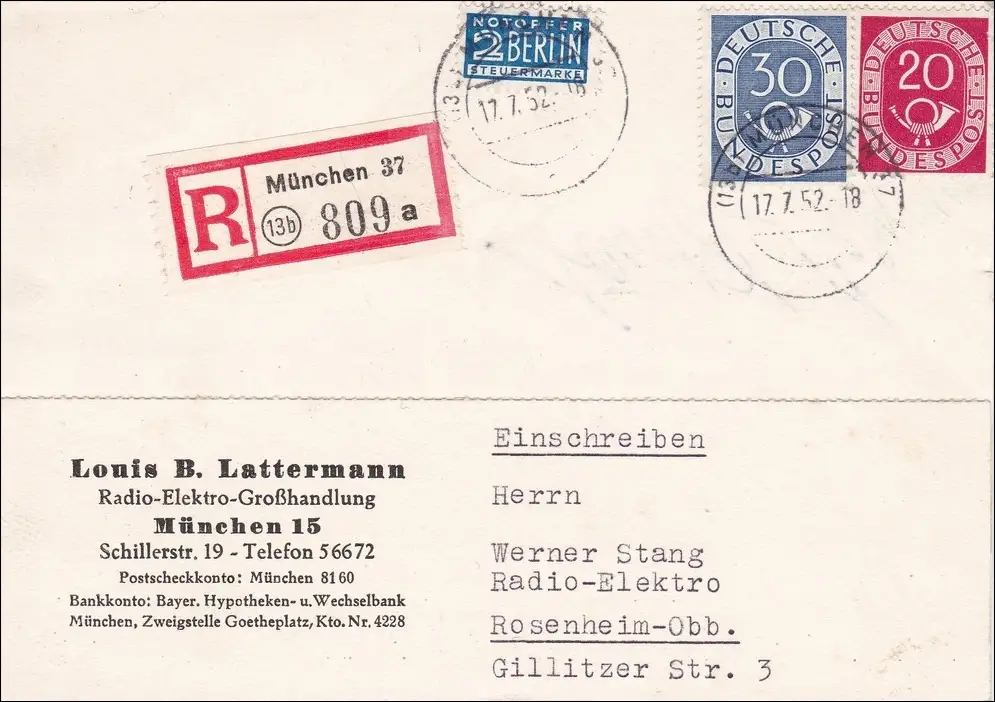 NOTOPFER
2 BERLIN
STEUERMARKE
17.7.52.-18
DEUTSCHE
30
BUNDESPOST
DEUTSCHE
20
BUNDESPOST
17.7.52.-18
R
München 37
13b 809 a
Louis B. Lattermann
Radio-Elektro-Großhandlung
München 15
Schillerstr. 19 - Telefon 56672
Postscheckkonto: München 8160
Bankkonto: Bayer. Hypotheken- u. Wechselbank
München, Zweigstelle Goetheplatz, Kto. Nr. 4228
Einschreiben
Herrn
Werner Stang
Radio-Elektro
Rosenheim-Obb.
Gillitzer Str. 3